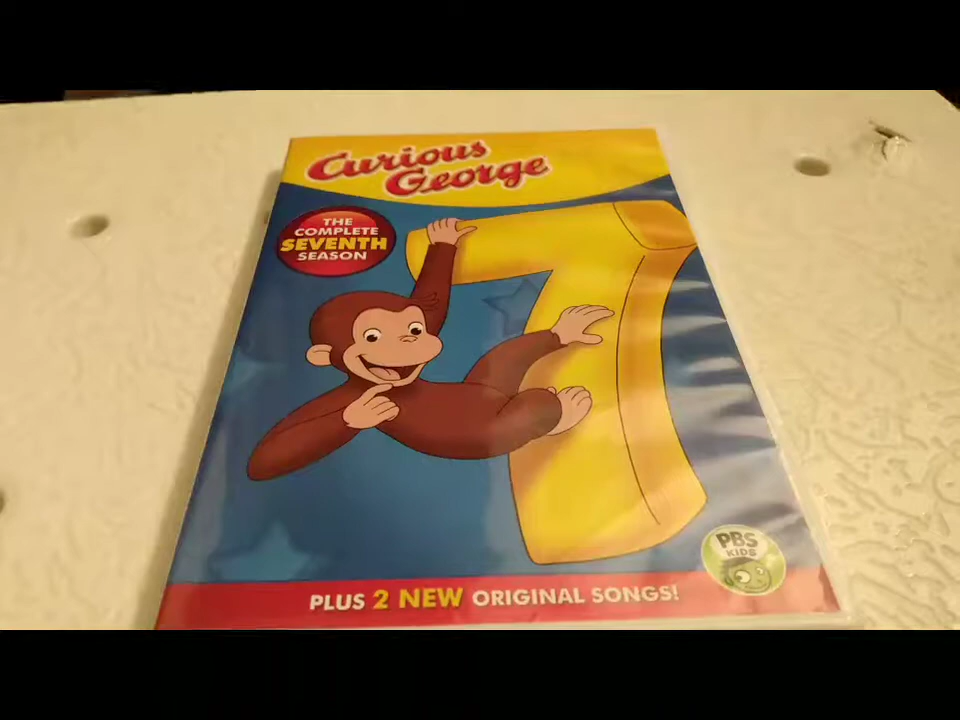 Curious
George
THE
COMPLETE
SEVENTH
SEASON
PBS
KIDS
PLUS 2 NEW ORIGINAL SONGS!